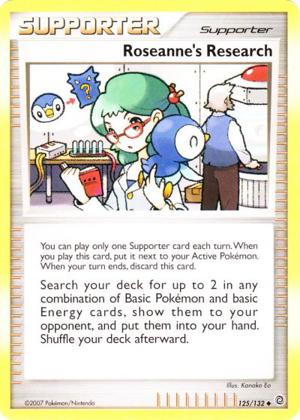 SUPPORTER Supporter
Roseanne's Research
?
You can play only one Supporter card each turn. When
you play this card, put it next to your Active Pokémon.
When your turn ends, discard this card.
Search your deck for up to 2 in any
combination of Basic Pokémon and basic
Energy cards, show them to your
opponent, and put them into your hand.
Shuffle your deck afterward.
Illus. Kanako Eo
©2007 Pokémon/Nintendo 125/132